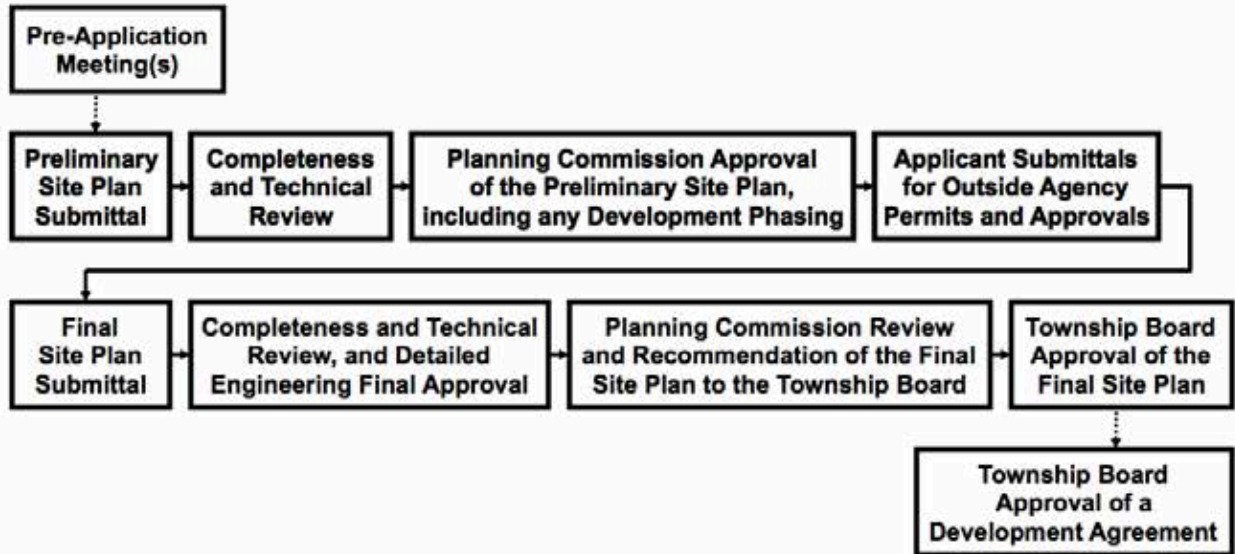 Pre-Application
Meeting(s)
Preliminary
Site Plan
Submittal
Completeness
and Technical
Review
Planning Commission Approval
of the Preliminary Site Plan,
including any Development Phasing
Applicant Submittals
for Outside Agency
Permits and Approvals
Final
Site Plan
Submittal
Completeness and Technical
Review, and Detailed
Engineering Final Approval
Planning Commission Review
and Recommendation of the Final
Site Plan to the Township Board
Township Board
Approval of the
Final Site Plan
Township Board
Approval of a
Development Agreement